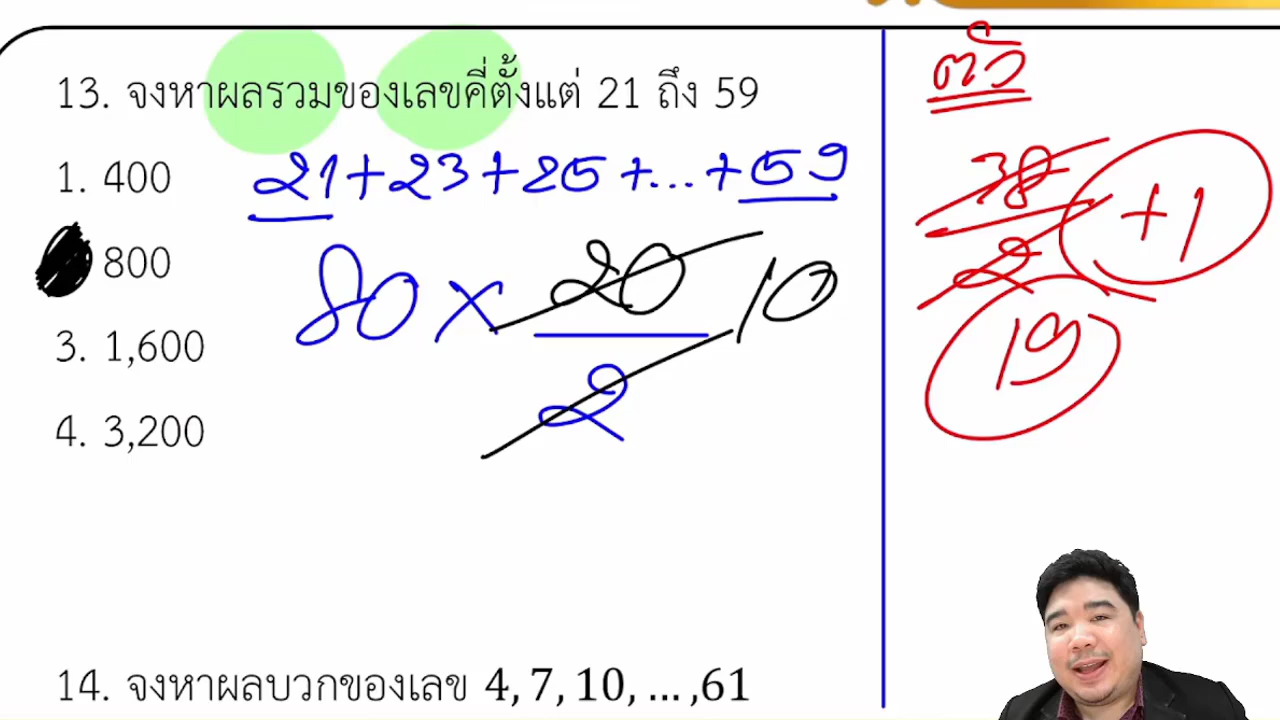 13. จงหาผลรวมของเลขคี่ตั้งแต่ 21 ถึง 59
1. 400
21+23+25+...+59
800
80 × 20 10
2
3. 1,600
4. 3,200
ตัว
38 +1
2
19
14. จงหาผลบวกของเลข 4, 7, 10, ... ,61